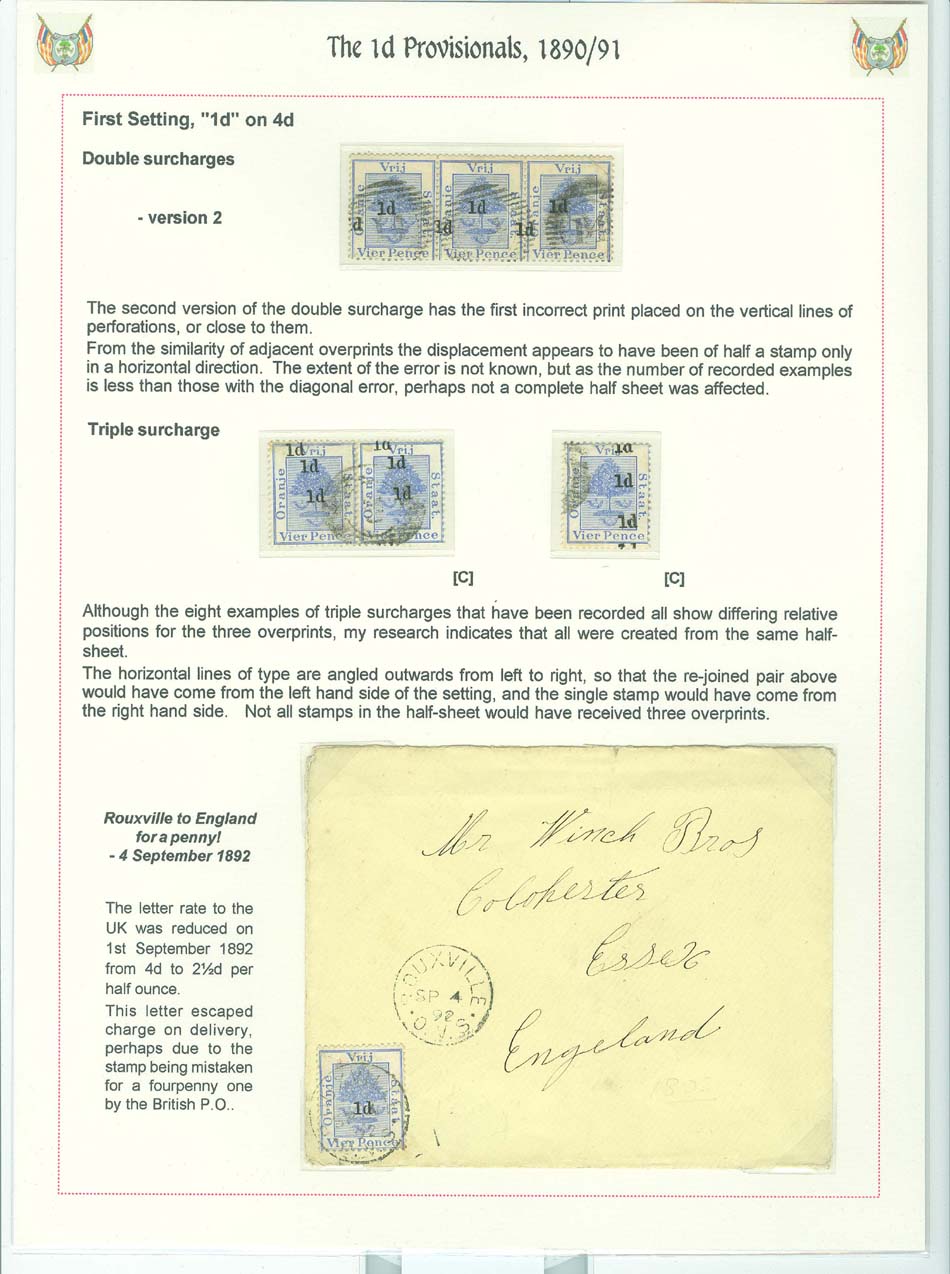 The 1d Provisionals, 1890/91
First Setting, "1d" on 4d
Double surcharges
- version 2
Vrij Vrij Vrij
Oranje Staat Oranje Staat. Oranje
d 1d 1d 1d 1d 1d
Vier Pence Vier Pence Vier Pence
The second version of the double surcharge has the first incorrect print placed on the vertical lines of
perforations, or close to them.
From the similarity of adjacent overprints the displacement appears to have been of half a stamp only
in a horizontal direction. The extent of the error is not known, but as the number of recorded examples
is less than those with the diagonal error, perhaps not a complete half sheet was affected.
Triple surcharge
1d Vrij 1d Vrij
1d 1d
Oranje 1d Staat. Oranje 1d Staat.
Vier Pence Vier Pence
Vrij 1d
Oranje 1d Staat.
1d
Vier Pence
[C]
[C]
Although the eight examples of triple surcharges that have been recorded all show differing relative
positions for the three overprints, my research indicates that all were created from the same half-
sheet.
The horizontal lines of type are angled outwards from left to right, so that the re-joined pair above
would have come from the left hand side of the setting, and the single stamp would have come from
the right hand side. Not all stamps in the half-sheet would have received three overprints.
Rouxville to England
for a penny!
- 4 September 1892
The letter rate to the
UK was reduced on
1st September 1892
from 4d to 2½d per
half ounce.
This letter escaped
charge on delivery,
perhaps due to the
stamp being mistaken
for a fourpenny one
by the British P.O..
Mr Winch Bros
Colchester
Essex
Engeland
ROUXVILLE
SP 4
92
O.V.S.
Vrij
Oranje 1d Staat.
Vier Pence